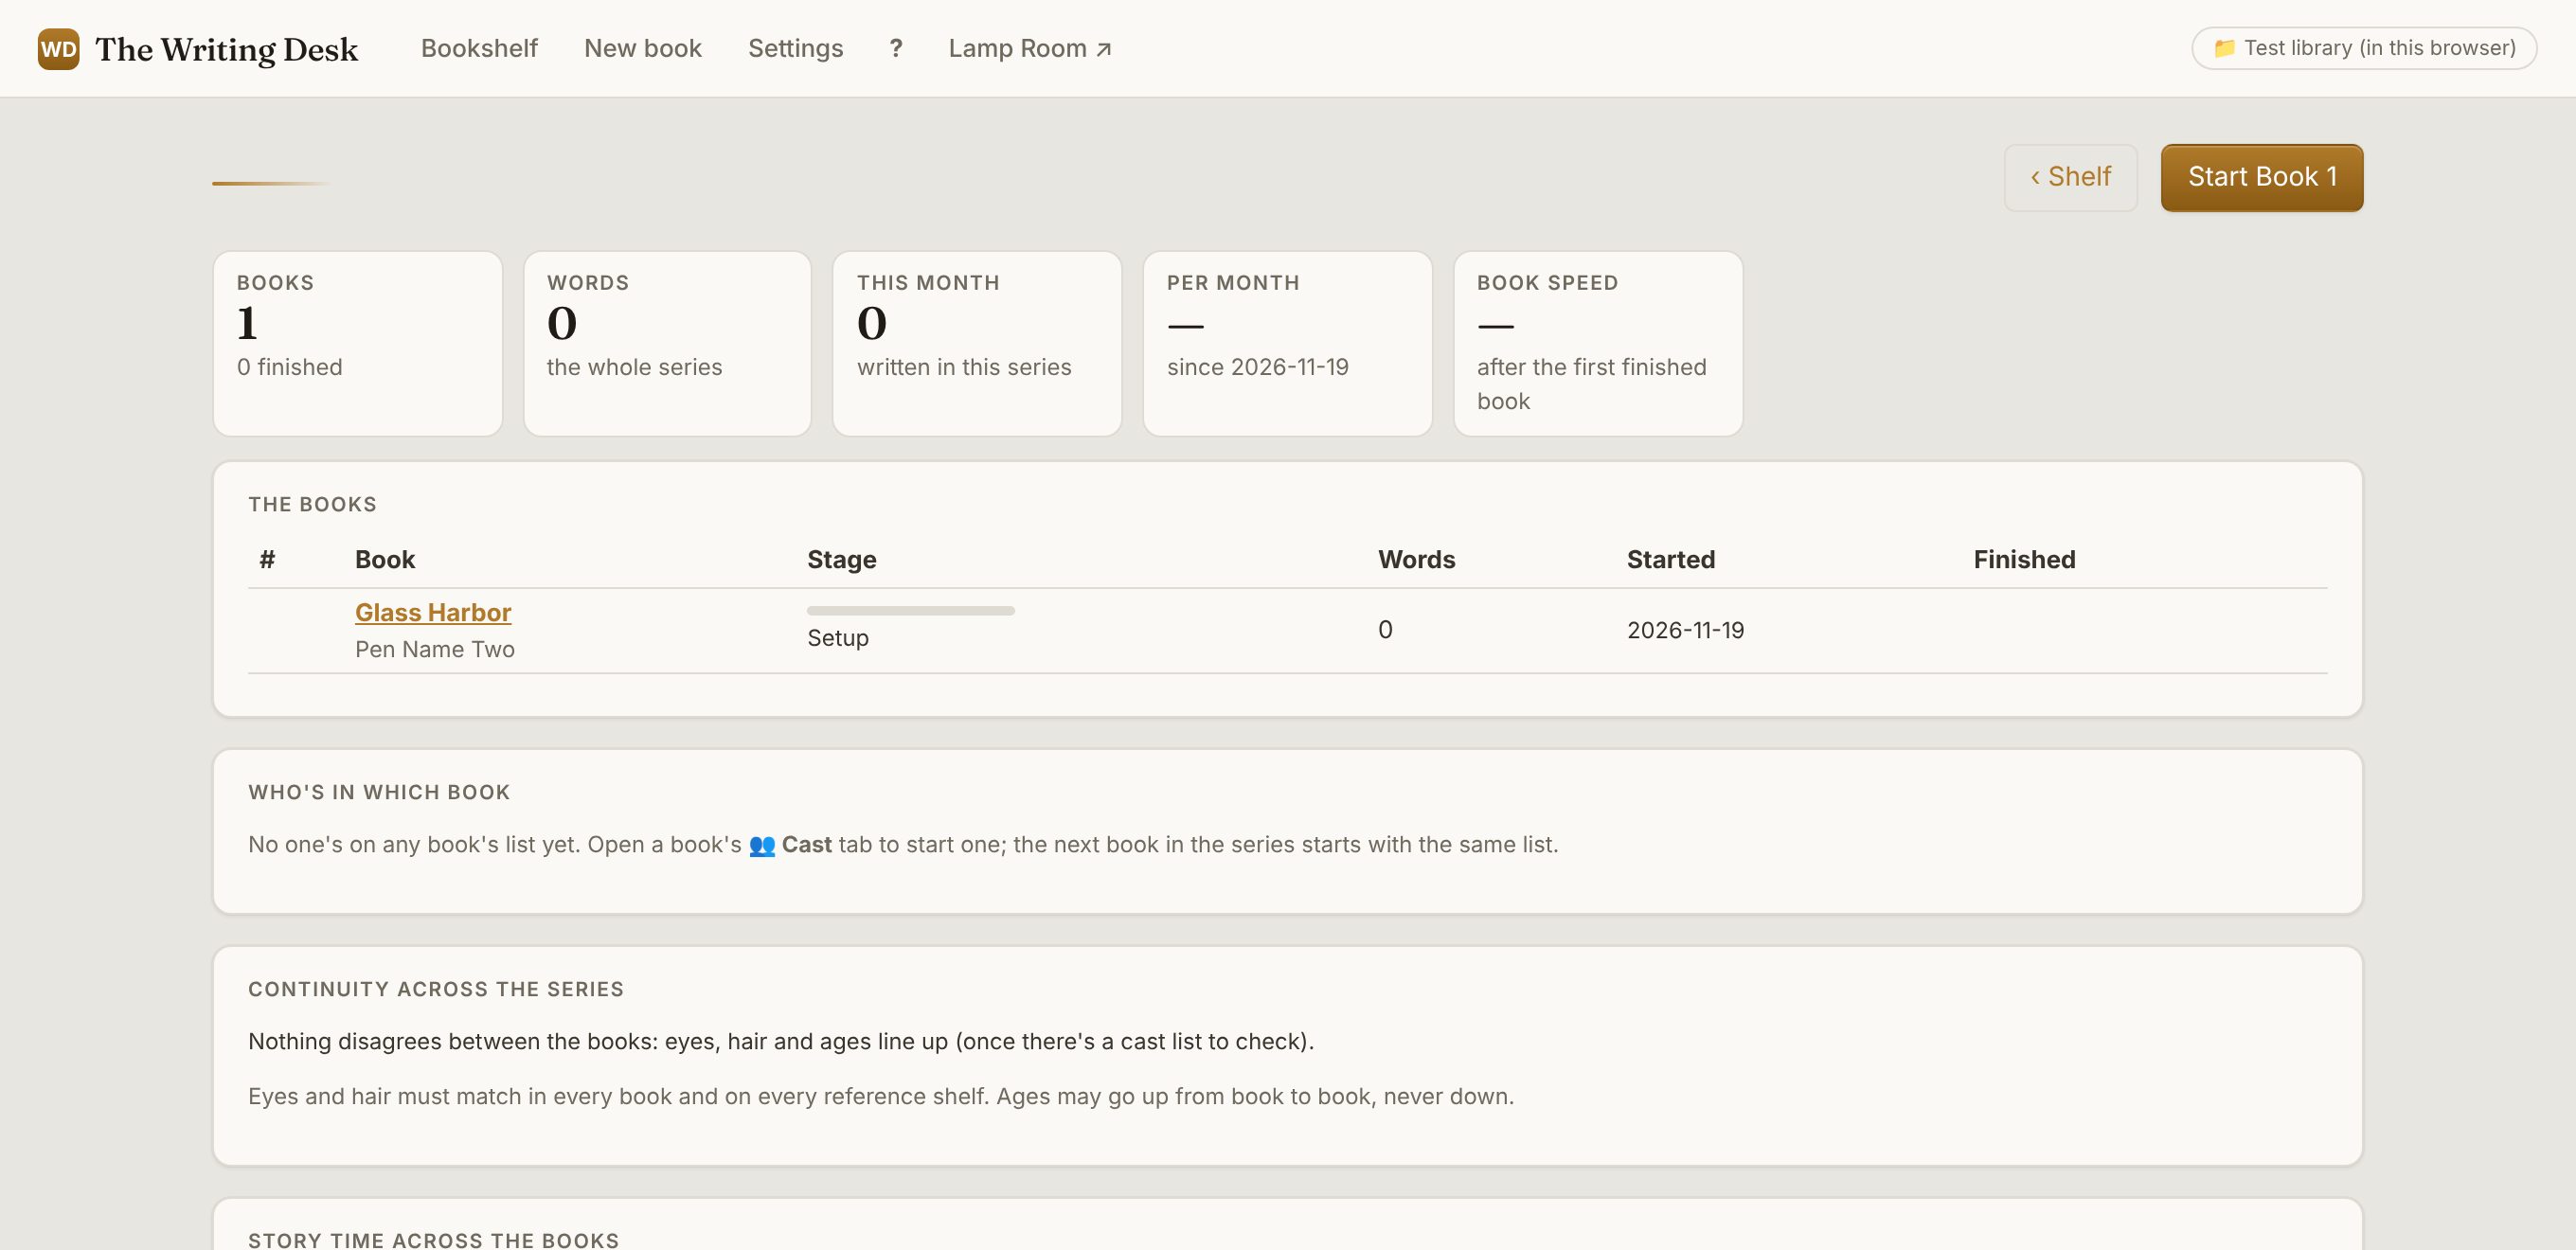 WD The Writing Desk Bookshelf New book Settings ? Lamp Room ↗ 📁 Test library (in this browser)
‹ Shelf Start Book 1
BOOKS
1
0 finished
WORDS
0
the whole series
THIS MONTH
0
written in this series
PER MONTH
—
since 2026-11-19
BOOK SPEED
—
after the first finished
book
THE BOOKS
# Book Stage Words Started Finished
Glass Harbor
Pen Name Two
Setup
0
2026-11-19
WHO'S IN WHICH BOOK
No one's on any book's list yet. Open a book's 👥 Cast tab to start one; the next book in the series starts with the same list.
CONTINUITY ACROSS THE SERIES
Nothing disagrees between the books: eyes, hair and ages line up (once there's a cast list to check).
Eyes and hair must match in every book and on every reference shelf. Ages may go up from book to book, never down.
STORY TIME ACROSS THE BOOKS